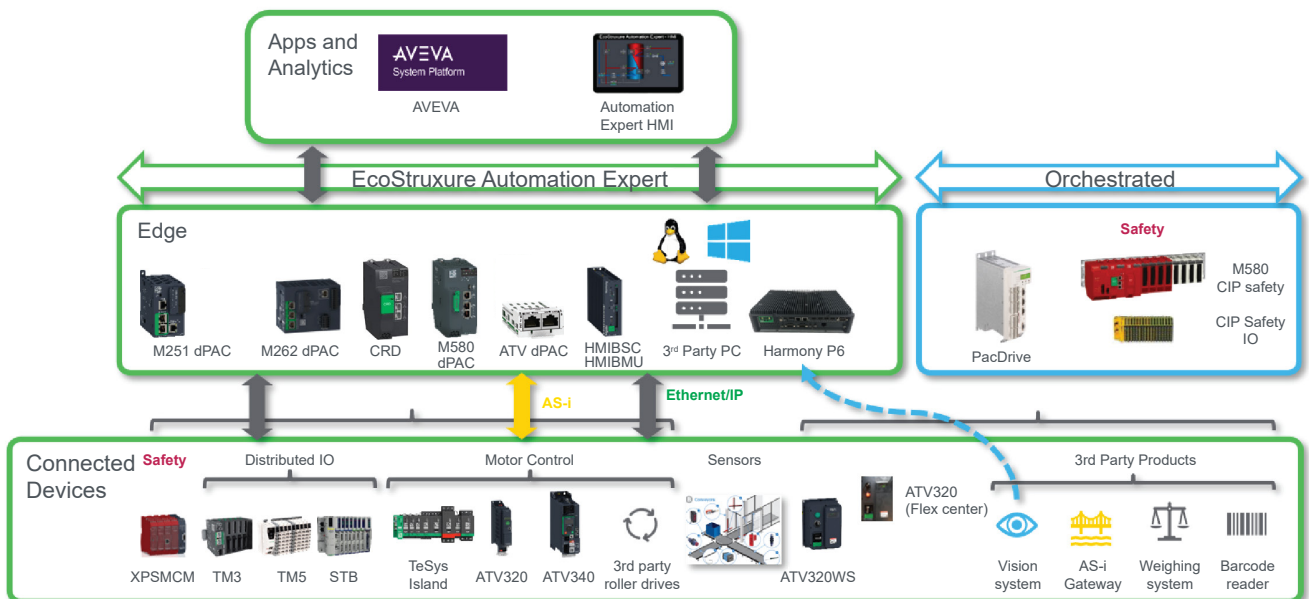 Apps and
Analytics
AVEVA
System Platform
AVEVA
EcoStruxure Automation Expert - HMI
Automation
Expert HMI
EcoStruxure Automation Expert
Orchestrated
Edge
M251 dPAC
M262 dPAC
CRD
M580
dPAC
ATV dPAC
HMIBSC
HMIBMU
3rd Party PC
Harmony P6
Safety
PacDrive
M580
CIP safety
CIP Safety
IO
AS-i
Ethernet/IP
Connected
Devices
Safety
Distributed IO
Motor Control
Sensors
3rd Party Products
XPSMCM
TM3
TM5
STB
TeSys
Island
ATV320
ATV340
3rd party
roller drives
ATV320WS
ATV320
(Flex center)
Vision
system
AS-i
Gateway
Weighing
system
Barcode
reader